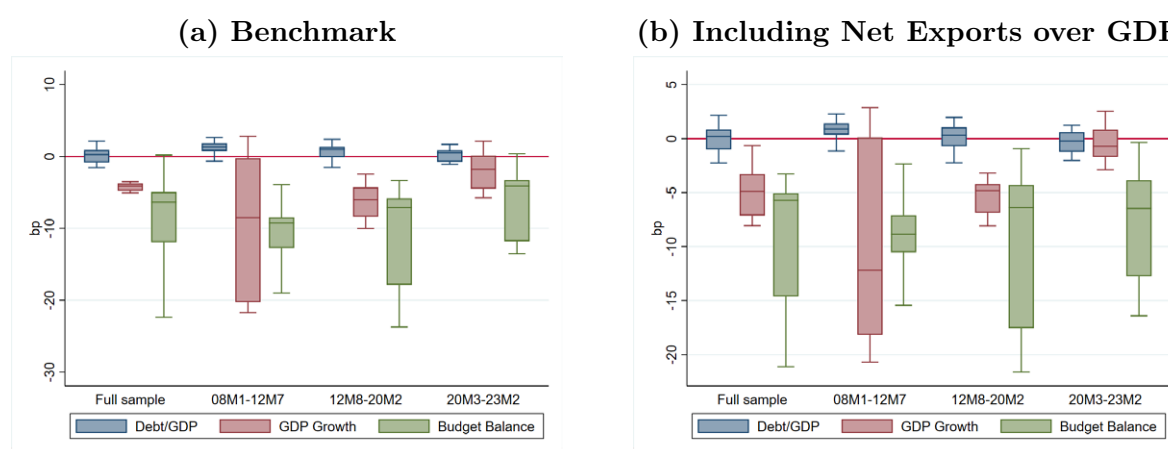 (a) Benchmark
10
0
-10
-20
-30
bp
Full sample 08M1-12M7 12M8-20M2 20M3-23M2
Debt/GDP GDP Growth Budget Balance
(b) Including Net Exports over GDP
5
0
-5
-10
-15
-20
bp
Full sample 08M1-12M7 12M8-20M2 20M3-23M2
Debt/GDP GDP Growth Budget Balance